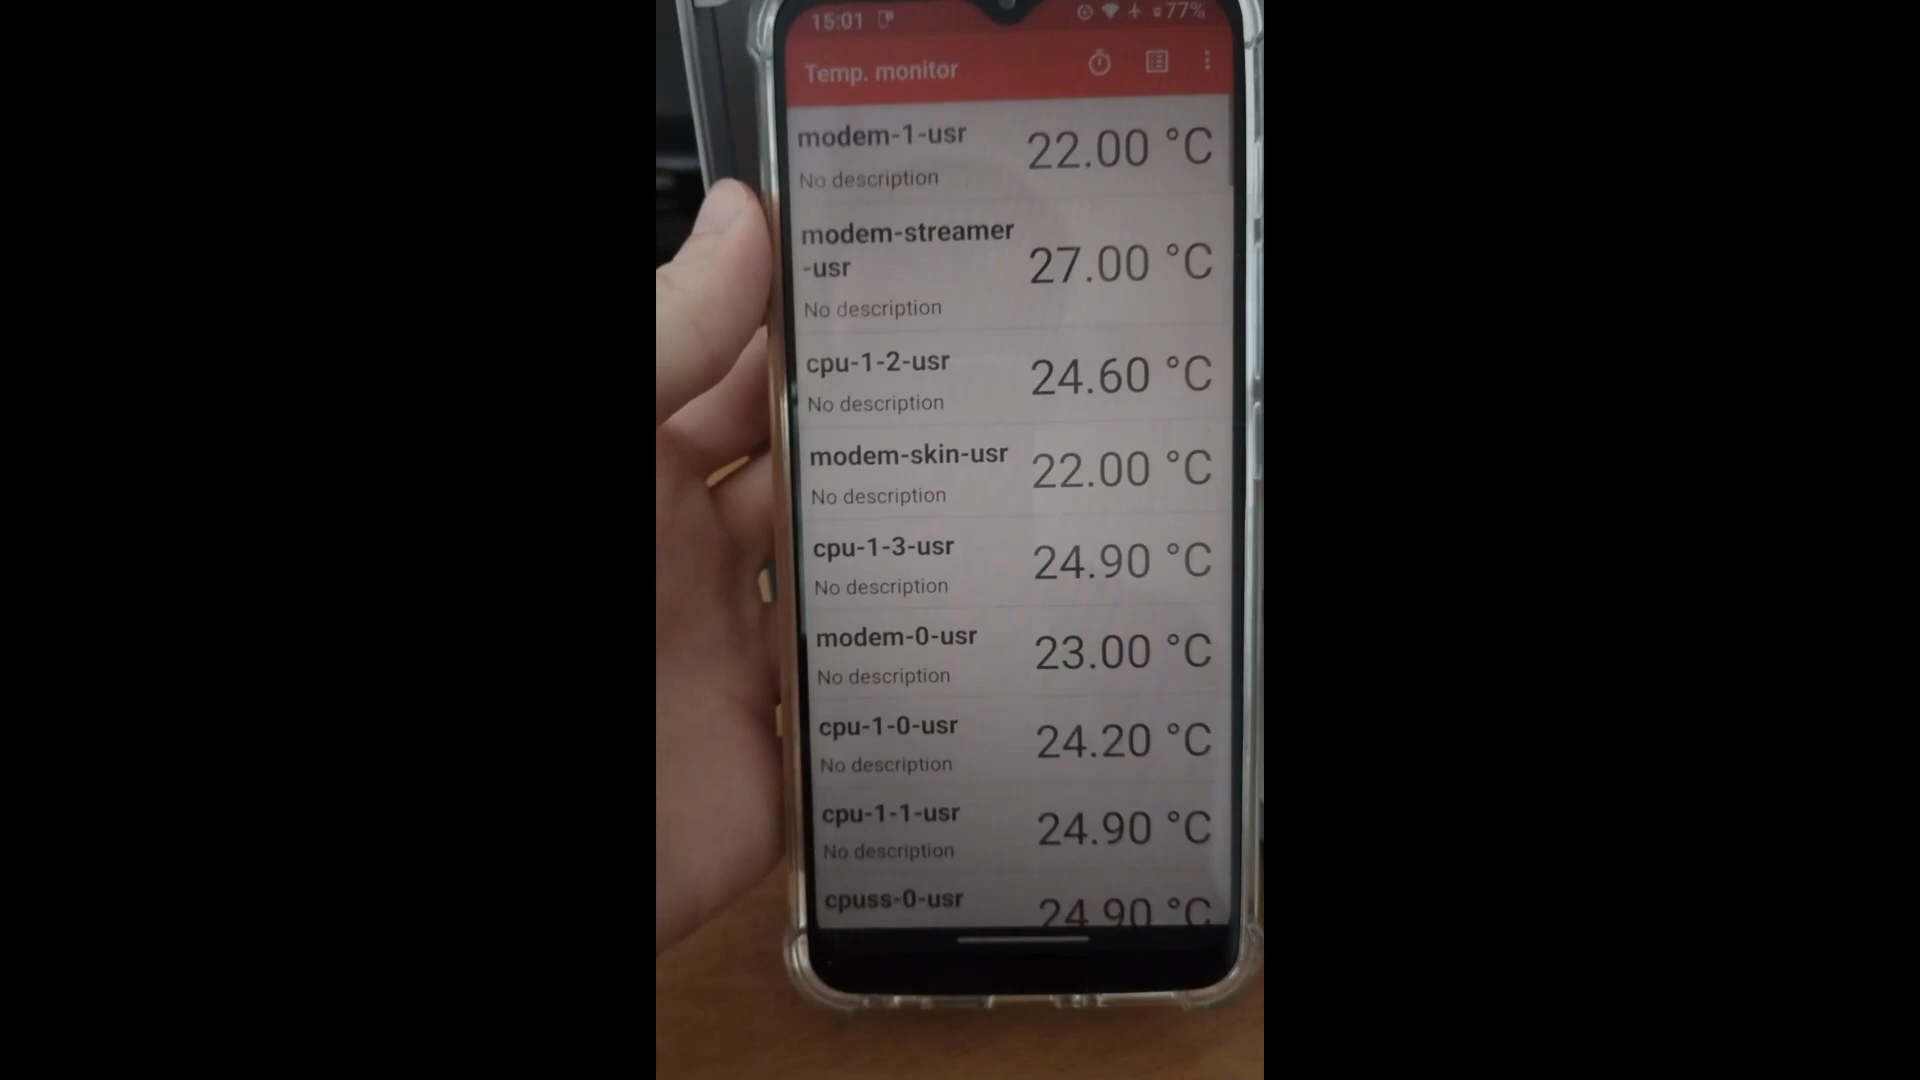 15:01 77%
Temp. monitor
modem-1-usr 22.00 °C
No description
modem-streamer
-usr 27.00 °C
No description
cpu-1-2-usr 24.60 °C
No description
modem-skin-usr 22.00 °C
No description
cpu-1-3-usr 24.90 °C
No description
modem-0-usr 23.00 °C
No description
cpu-1-0-usr 24.20 °C
No description
cpu-1-1-usr 24.90 °C
No description
cpuss-0-usr 24.90 °C